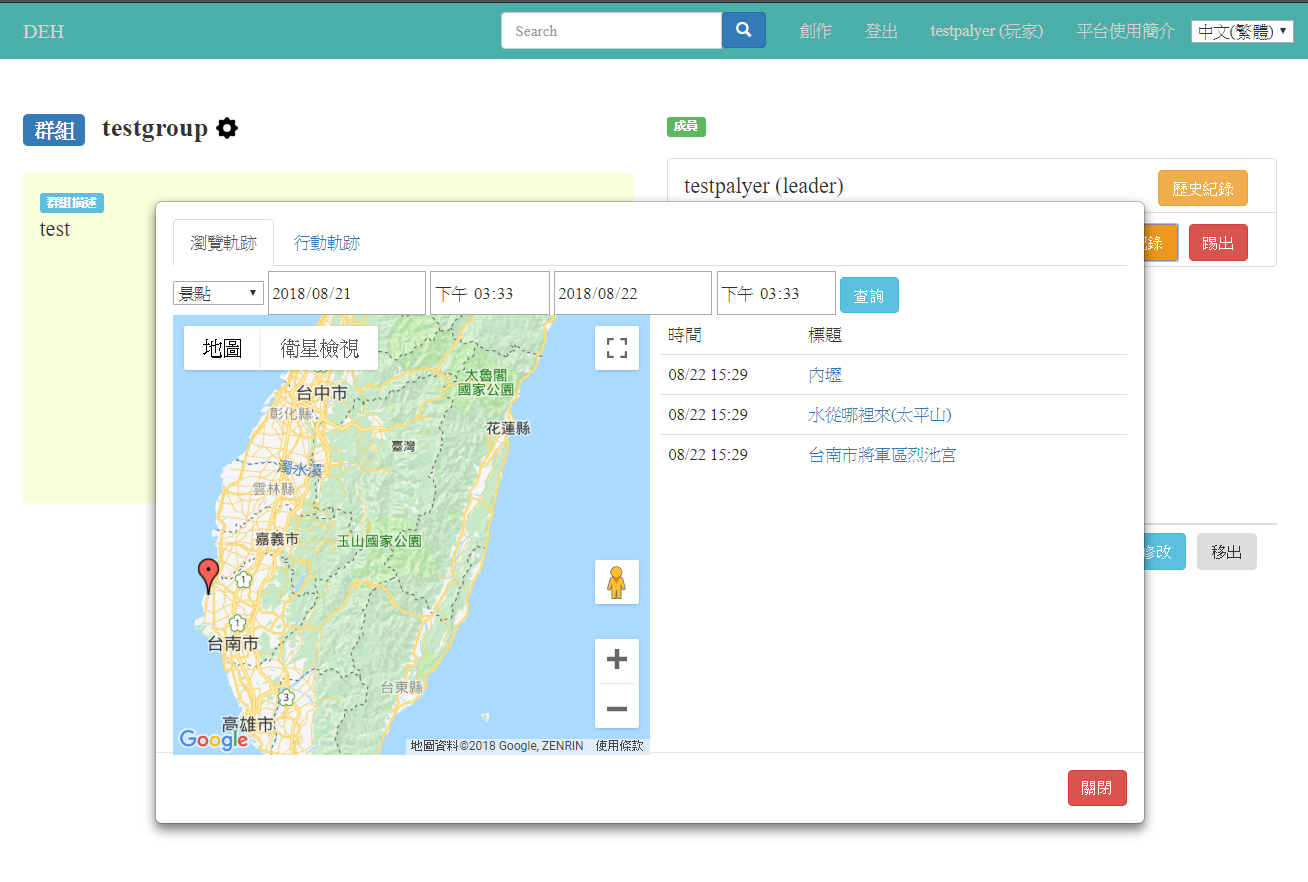 DEH
Search
創作
登出
testpalyer (玩家)
平台使用簡介
中文(繁體)
群組
testgroup
成員
testpalyer (leader)
歷史紀錄
群組描述
test
錄
踢出
瀏覽軌跡
行動軌跡
景點
2018/08/21
下午 03:33
2018/08/22
下午 03:33
查詢
地圖
衛星檢視
時間
標題
08/22 15:29
內壢
08/22 15:29
水從哪裡來(太平山)
08/22 15:29
台南市將軍區烈池宮
太魯閣
國家公園
台中市
彰化縣
花蓮縣
臺灣
濁水溪
雲林縣
嘉義市
玉山國家公園
1
1
台南市
台東縣
3
高雄市
Google
地圖資料©2018 Google, ZENRIN
使用條款
修改
移出
關閉